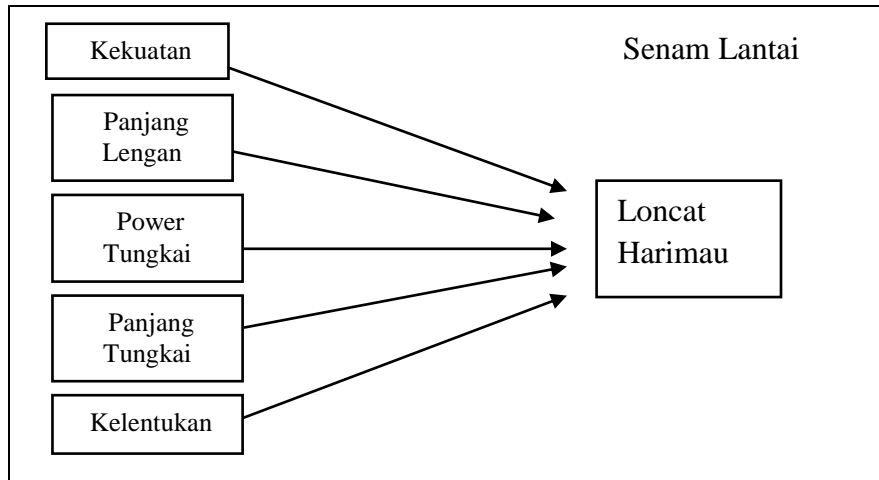 Kekuatan
Senam Lantai
Panjang
Lengan
Power
Tungkai
Loncat
Harimau
Panjang
Tungkai
Kelentukan